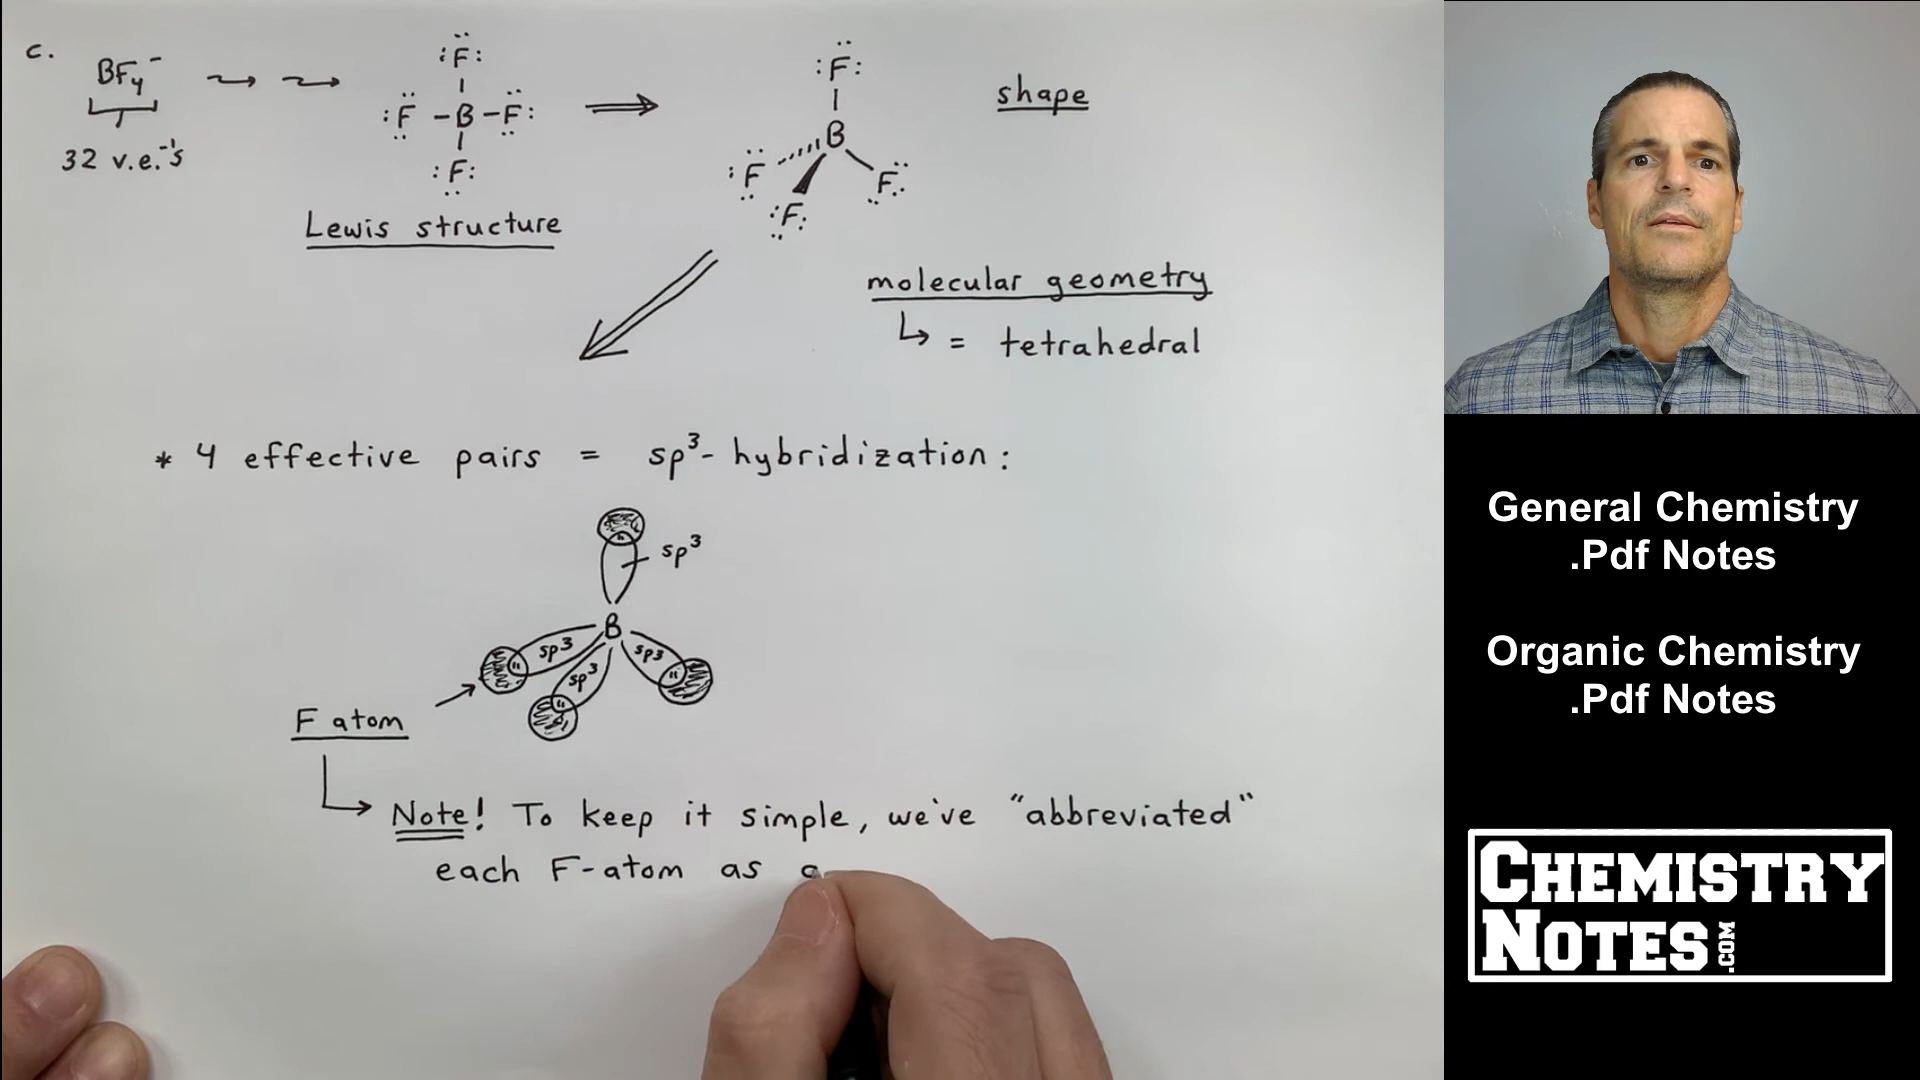 c.
BF₄⁻
32 v.e.⁻'s
:F:
:F -B-F:
:F:
Lewis structure
:F:
B
:F
F:
:F:
shape
molecular geometry
↳ = tetrahedral
* 4 effective pairs = sp³- hybridization:
sp³
B
sp³
sp³
sp³
F atom
Note! To keep it simple, we've "abbreviated"
each F-atom as a
General Chemistry
.Pdf Notes
Organic Chemistry
.Pdf Notes
CHEMISTRY
NOTES.COM